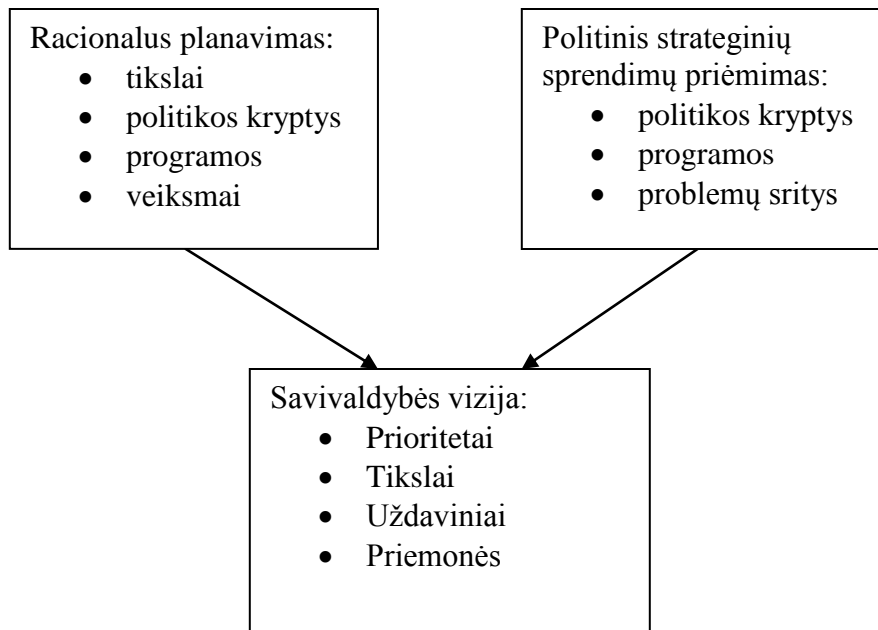 Racionalus planavimas:
• tikslai
• politikos kryptys
• programos
• veiksmai
Politinis strateginių
sprendimų priėmimas:
• politikos kryptys
• programos
• problemų sritys
Savivaldybės vizija:
• Prioritetai
• Tikslai
• Uždaviniai
• Priemonės